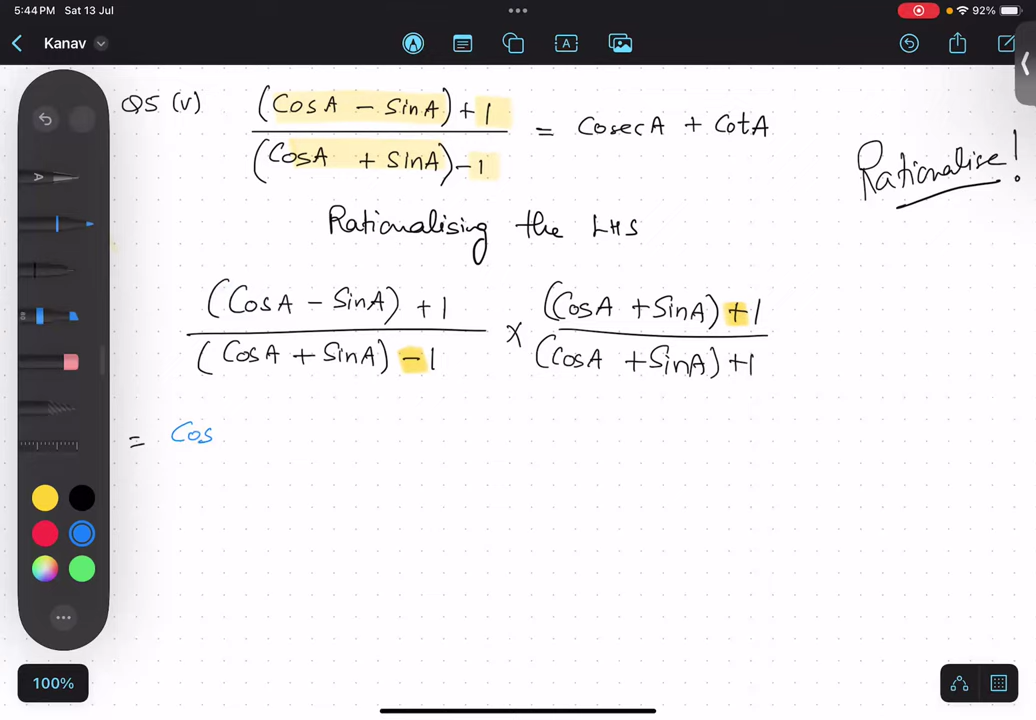 5:44 PM Sat 13 Jul
92%
Kanav
Q5 (v) (CosA - SinA) + 1 / (CosA + SinA) - 1 = CosecA + CotA
Rationalise!
Rationalising the LHS
(CosA - SinA) + 1 / (CosA + SinA) - 1 × (CosA + SinA) + 1 / (CosA + SinA) + 1
= Cos
100%